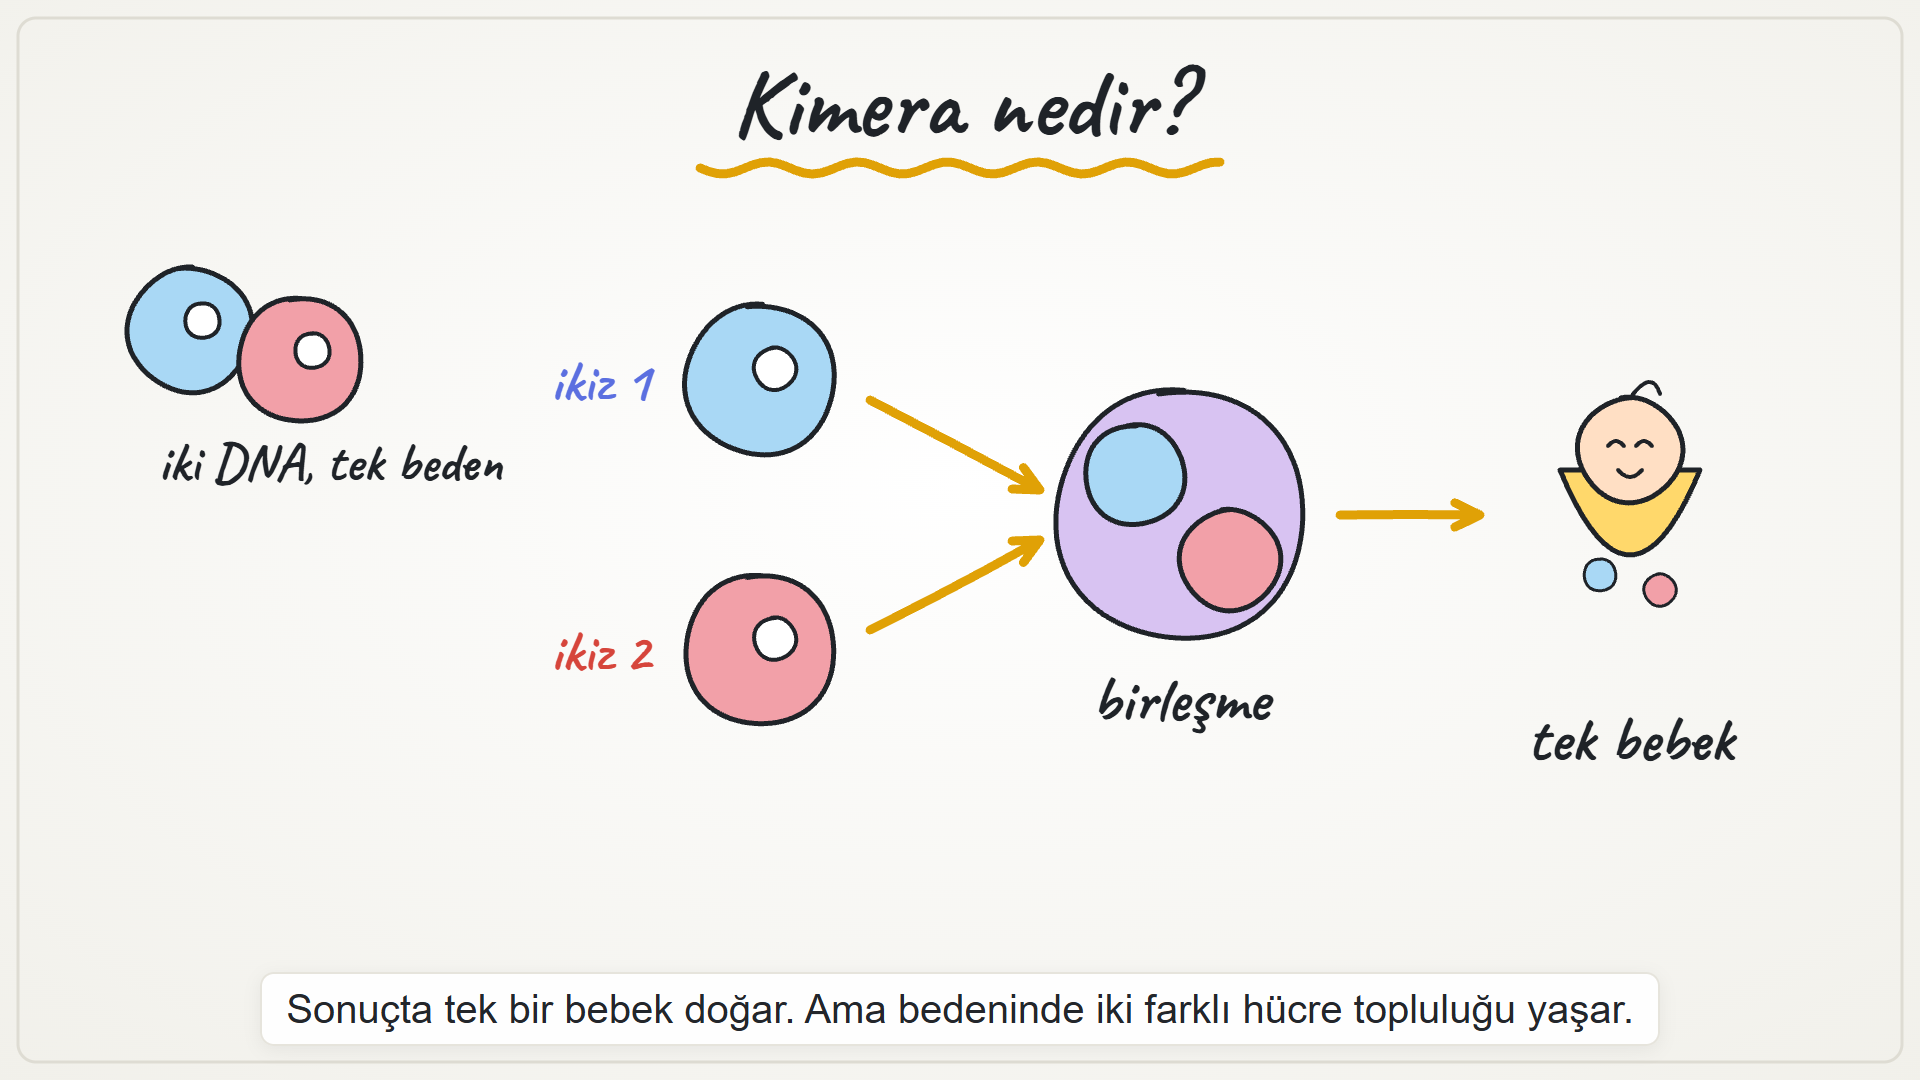 Kimera nedir?
iki DNA, tek beden
ikiz 1
ikiz 2
birleşme
tek bebek
Sonuçta tek bir bebek doğar. Ama bedeninde iki farklı hücre topluluğu yaşar.